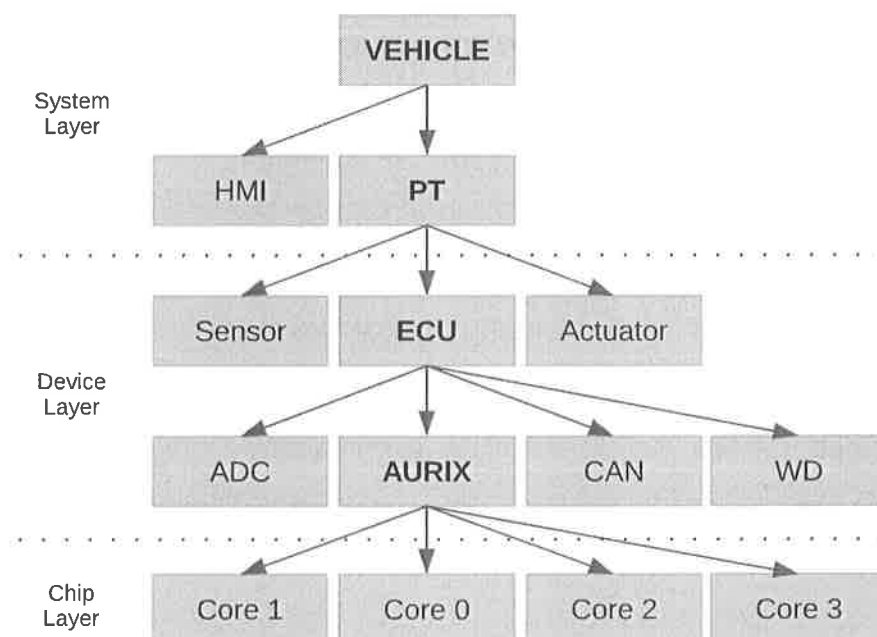 VEHICLE
System
Layer
HMI
PT
Sensor
ECU
Actuator
Device
Layer
ADC
AURIX
CAN
WD
Chip
Layer
Core 1
Core 0
Core 2
Core 3